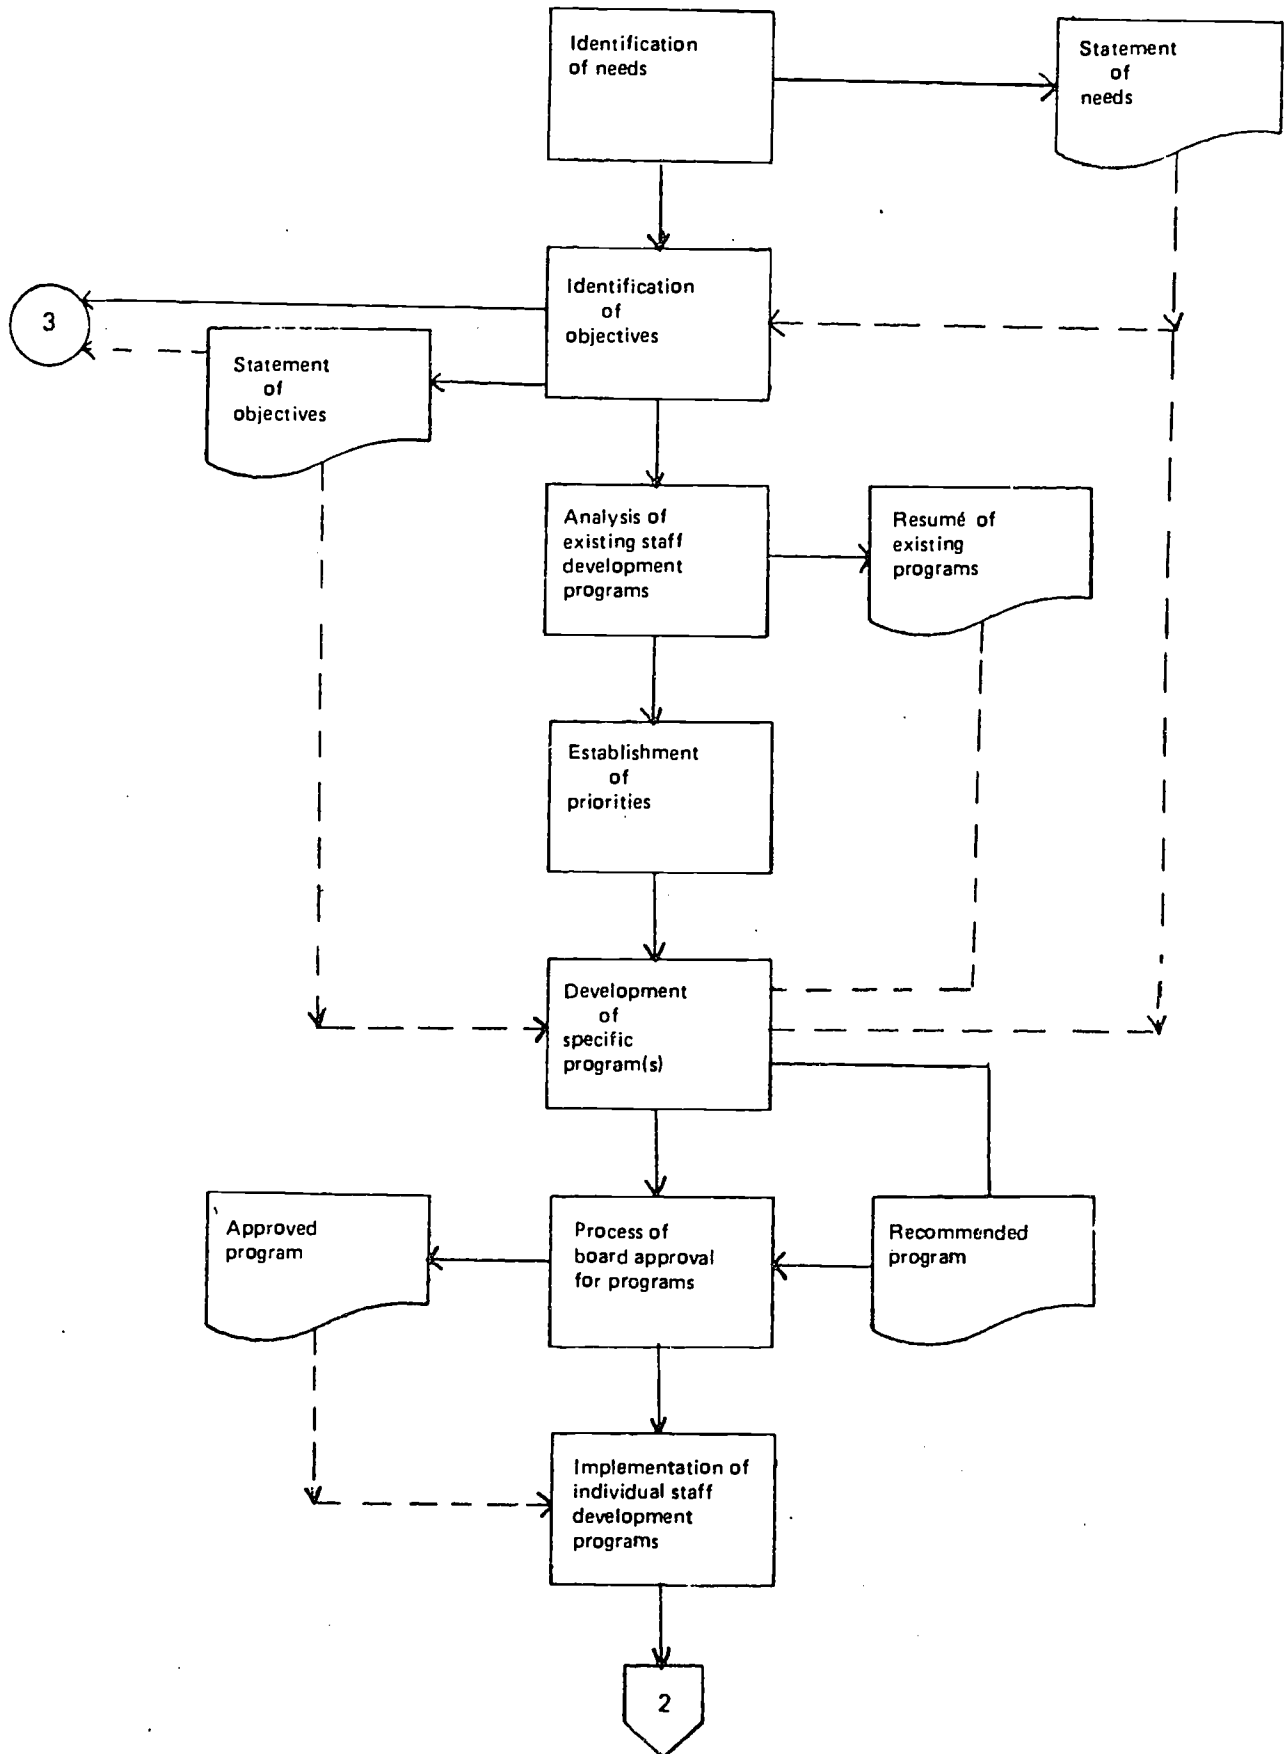 Identification
of needs
Statement
of
needs
Identification
of
objectives
3
Statement
of
objectives
Analysis of
existing staff
development
programs
Resumé of
existing
programs
Establishment
of
priorities
Development
of
specific
program(s)
Approved
program
Process of
board approval
for programs
Recommended
program
Implementation of
individual staff
development
programs
2